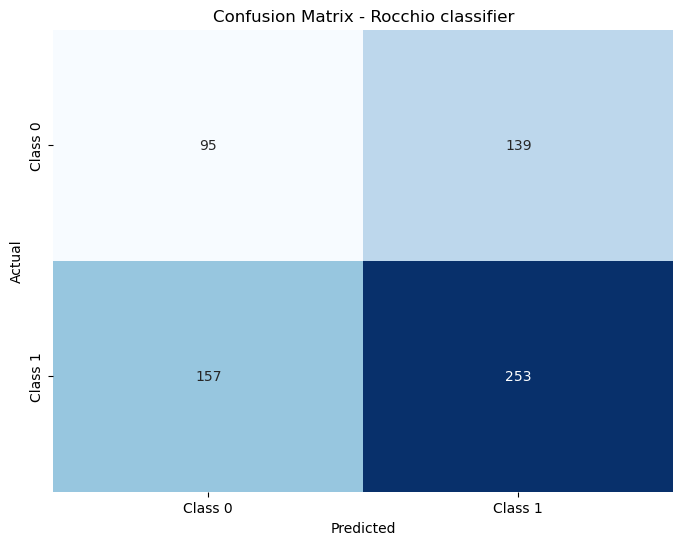 Confusion Matrix - Rocchio classifier
Actual
Class 0
95
139
Class 1
157
253
Class 0
Class 1
Predicted